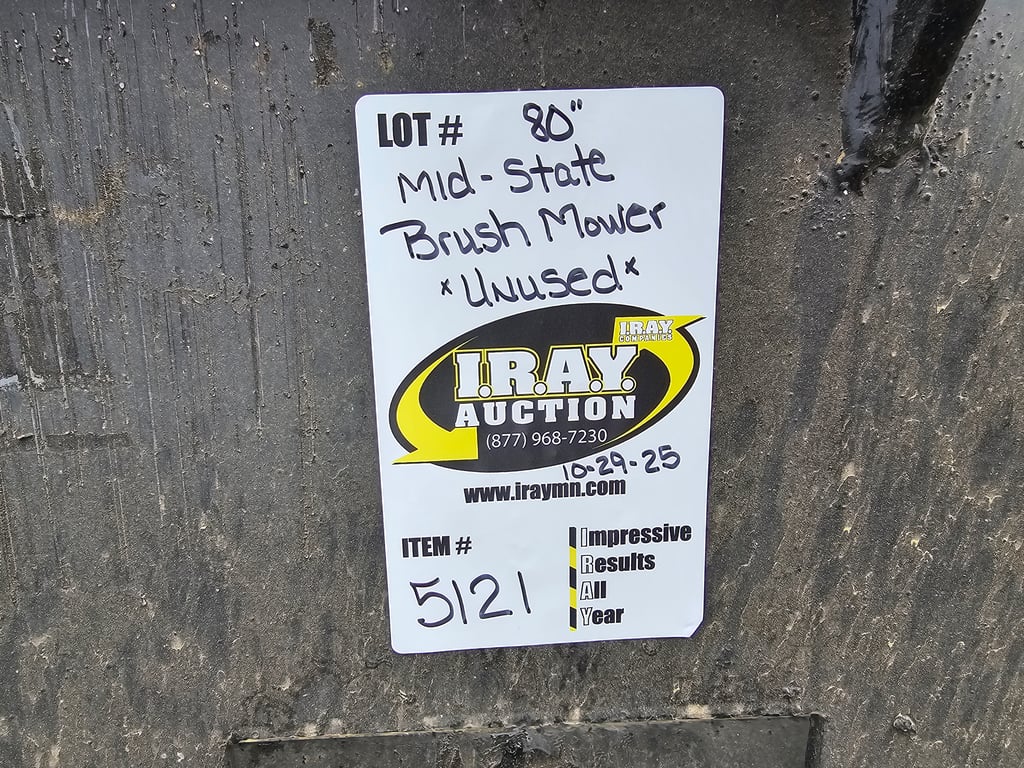 LOT # 80"
Mid-State
Brush Mower
*Unused*
I.R.A.Y.
COMPANIES
I.R.A.Y.
AUCTION
(877) 968-7230
10-29-25
www.iraymn.com
ITEM #
5121
Impressive
Results
All
Year